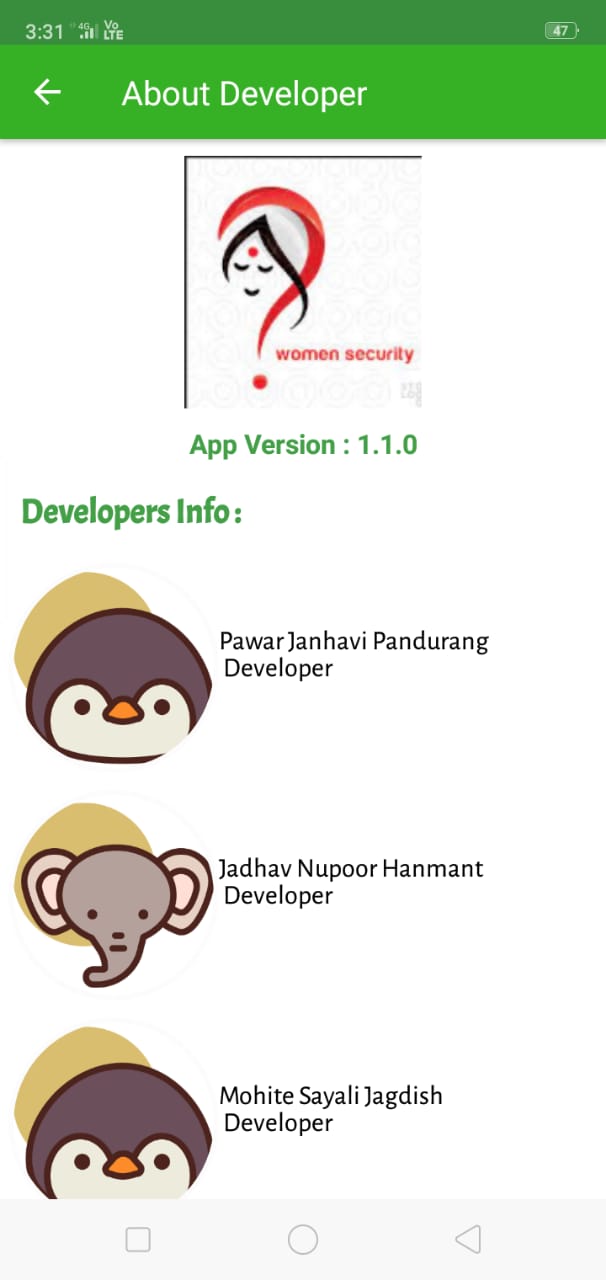 3:31 4G Vo LTE 47
About Developer
women security
App Version : 1.1.0
Developers Info :
Pawar Janhavi Pandurang
Developer
Jadhav Nupoor Hanmant
Developer
Mohite Sayali Jagdish
Developer